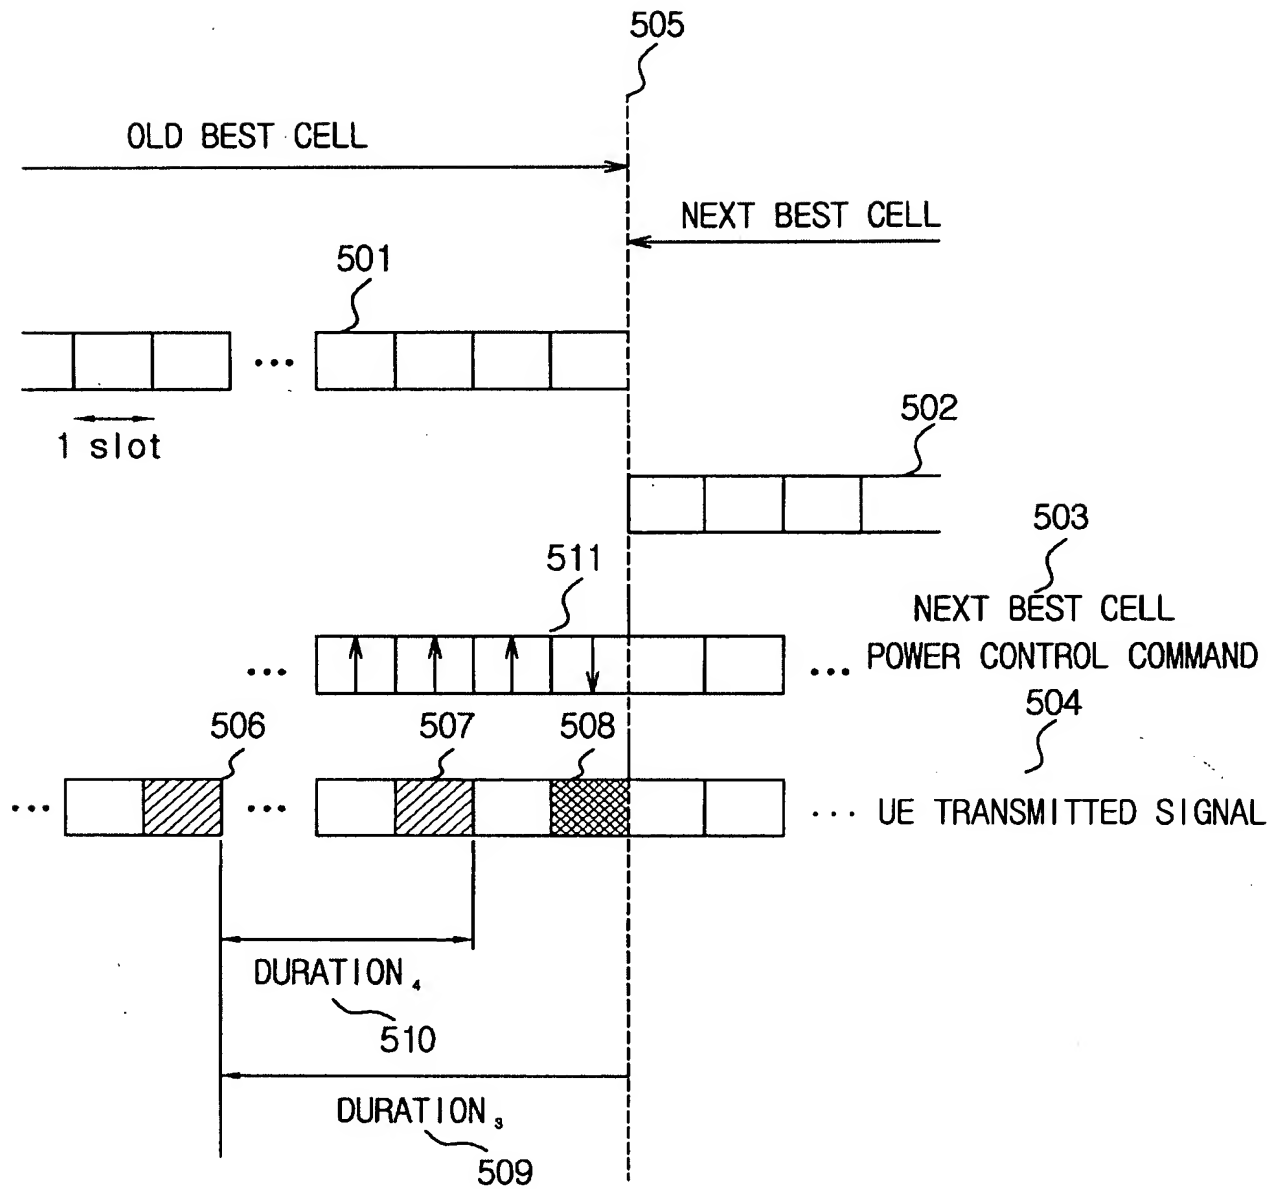 505
OLD BEST CELL
NEXT BEST CELL
501
...
1 slot
502
503
511
NEXT BEST CELL
... ... POWER CONTROL COMMAND
504
506 507 508
... ... ... UE TRANSMITTED SIGNAL
DURATION₄
510
DURATION₃
509